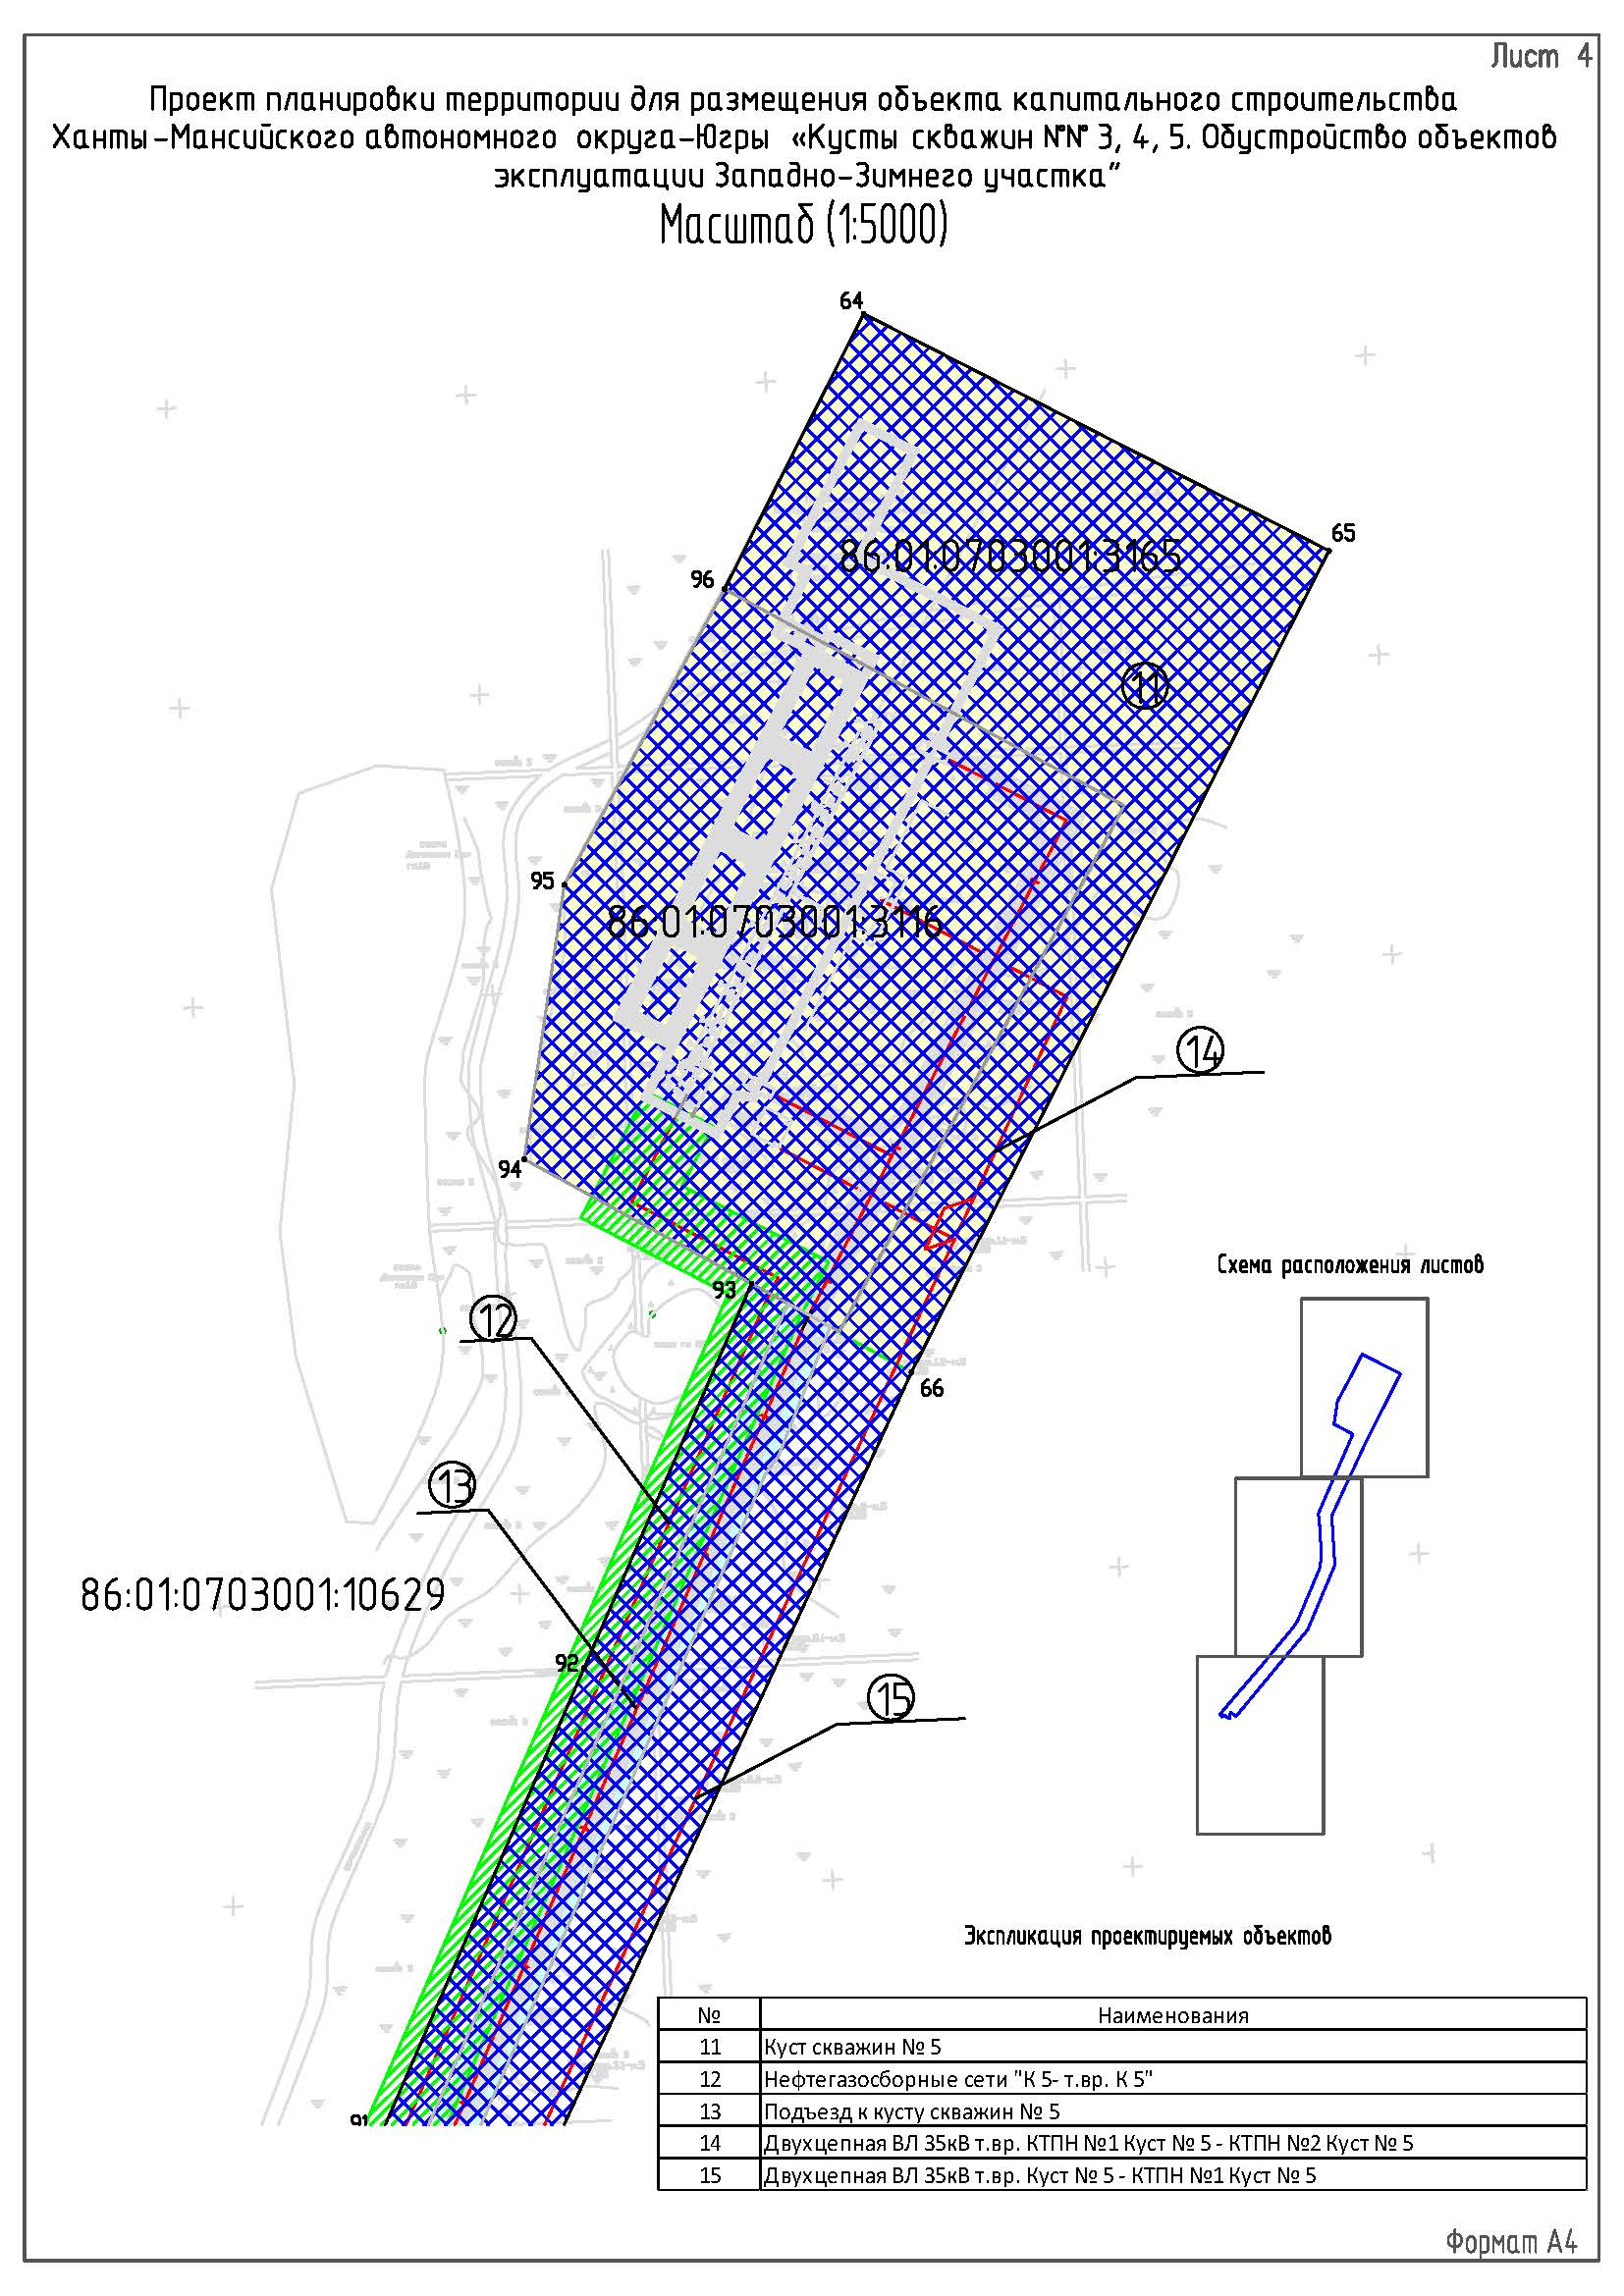 Лист 4
Проект планировки территории для размещения объекта капитального строительства
Ханты-Мансийского автономного округа-Югры «Кусты скважин №№ 3, 4, 5. Обустройство объектов
эксплуатации Западно-Зимнего участка"
Масштаб (1:5000)
64
65
86:01:0703001:3165
96
11
95
86:01:0703001:3116
14
94
93
Схема расположения листов
12
66
13
86:01:0703001:10629
92
15
Экспликация проектируемых объектов
№ Наименования
11 Куст скважин № 5
12 Нефтегазосборные сети "К 5- т.вр. К 5"
13 Подъезд к кусту скважин № 5
91
14 Двухцепная ВЛ 35кВ т.вр. КТПН №1 Куст № 5 - КТПН №2 Куст № 5
15 Двухцепная ВЛ 35кВ т.вр. Куст № 5 - КТПН №1 Куст № 5
Формат А4